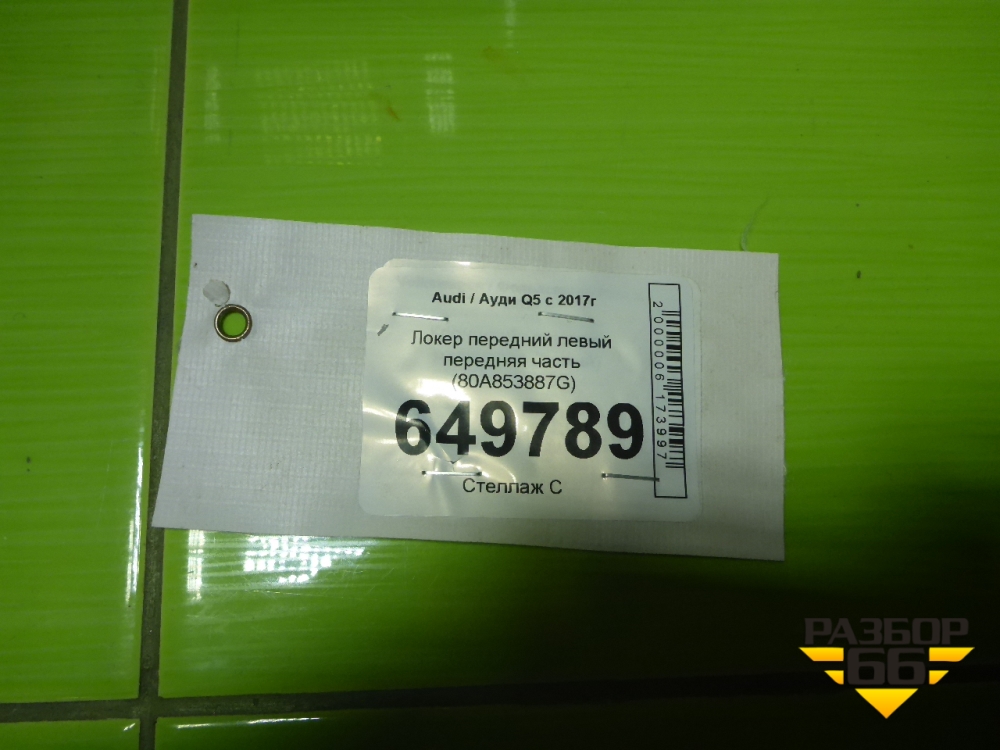 Audi / Ауди Q5 с 2017г
Локер передний левый
передняя часть
(80A853887G)
649789
Стеллаж С
2000006173997
РАЗБОР
66